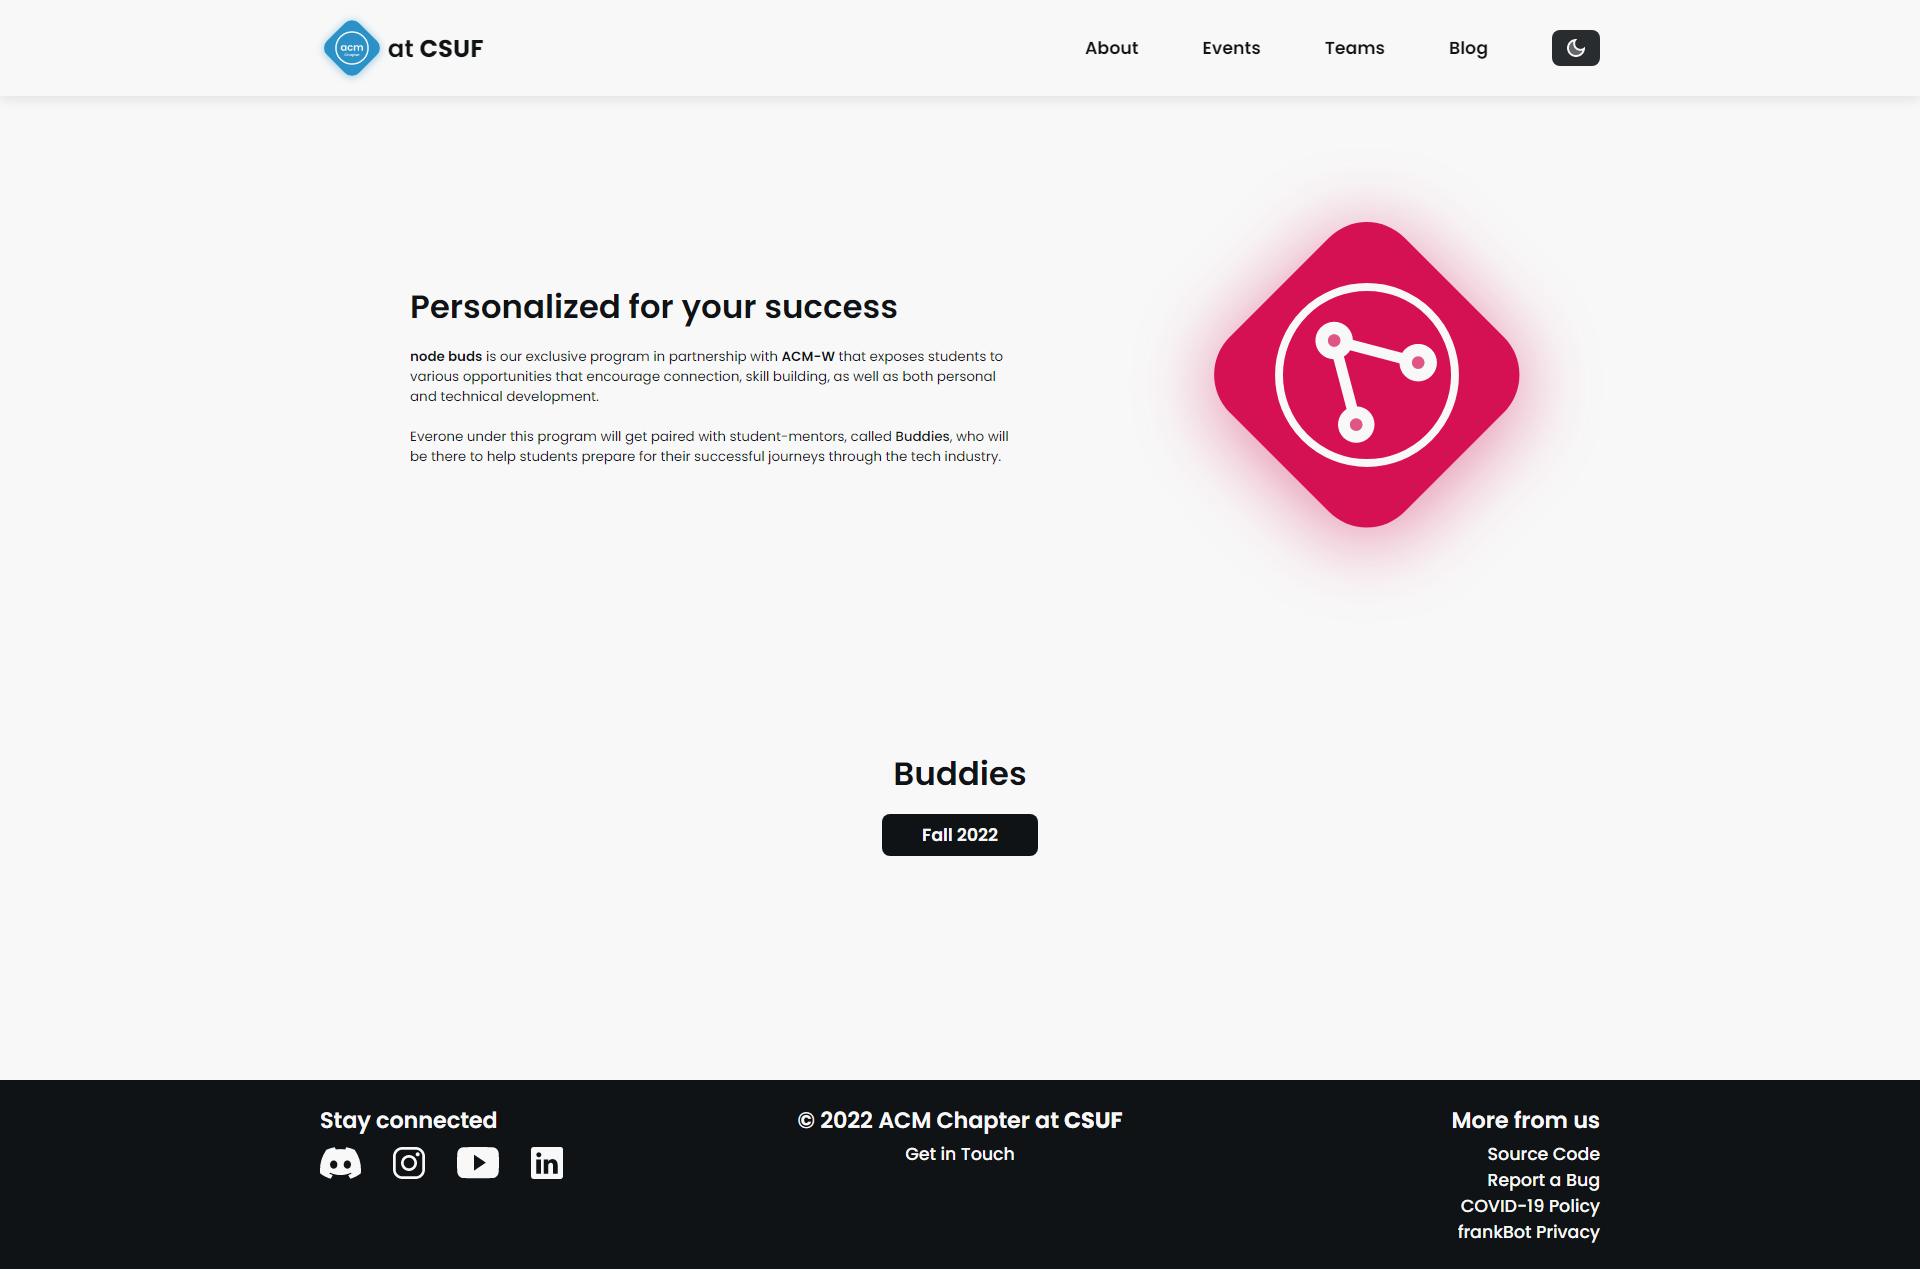 acm
Chapter
at CSUF
About
Events
Teams
Blog
Personalized for your success
node buds is our exclusive program in partnership with ACM-W that exposes students to
various opportunities that encourage connection, skill building, as well as both personal
and technical development.
Everone under this program will get paired with student-mentors, called Buddies, who will
be there to help students prepare for their successful journeys through the tech industry.
Buddies
Fall 2022
Stay connected
in
© 2022 ACM Chapter at CSUF
Get in Touch
More from us
Source Code
Report a Bug
COVID-19 Policy
frankBot Privacy